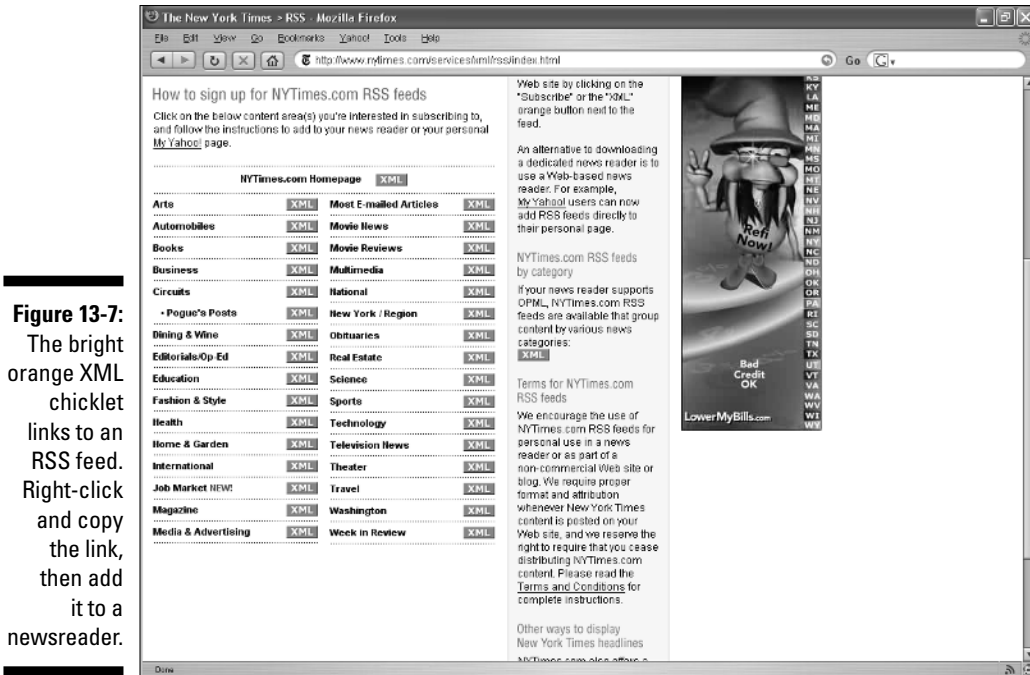 The New York Times > RSS - Mozilla Firefox
File Edit View Go Bookmarks Yahoo! Tools Help
http://www.nytimes.com/services/xml/rss/index.html Go G
How to sign up for NYTimes.com RSS feeds
Click on the below content area(s) you're interested in subscribing to,
and follow the instructions to add to your news reader or your personal
My Yahoo! page.
NYTimes.com Homepage XML
Arts XML Most E-mailed Articles XML
Automobiles XML Movie News XML
Books XML Movie Reviews XML
Business XML Multimedia XML
Circuits XML National XML
• Pogue's Posts XML New York / Region XML
Dining & Wine XML Obituaries XML
Editorials/Op-Ed XML Real Estate XML
Education XML Science XML
Fashion & Style XML Sports XML
Health XML Technology XML
Home & Garden XML Television News XML
International XML Theater XML
Job Market NEW! XML Travel XML
Magazine XML Washington XML
Media & Advertising XML Week in Review XML
Web site by clicking on the
"Subscribe" or the "XML"
orange button next to the
feed.
An alternative to downloading
a dedicated news reader is to
use a Web-based news
reader. For example,
My Yahoo! users can now
add RSS feeds directly to
their personal page.
NYTimes.com RSS feeds
by category
If your news reader supports
OPML, NYTimes.com RSS
feeds are available that group
content by various news
categories:
XML
Terms for NYTimes.com
RSS feeds
We encourage the use of
NYTimes.com RSS feeds for
personal use in a news
reader or as part of a
non-commercial Web site or
blog. We require proper
format and attribution
whenever New York Times
content is posted on your
Web site, and we reserve the
right to require that you cease
distributing NYTimes.com
content. Please read the
Terms and Conditions for
complete instructions.
Other ways to display
New York Times headlines
NYTimes.com also offers a
KS
KY
LA
ME
MD
MA
MI
MN
MS
MO
MT
NE
NV
NH
NJ
NM
NY
NC
ND
OH
OK
OR
PA
RI
SC
SD
TN
TX
UT
VT
VA
WA
WV
WI
WY
Refi
Now!
Bad
Credit
OK
LowerMyBills.com
Done
Figure 13-7:
The bright
orange XML
chicklet
links to an
RSS feed.
Right-click
and copy
the link,
then add
it to a
newsreader.